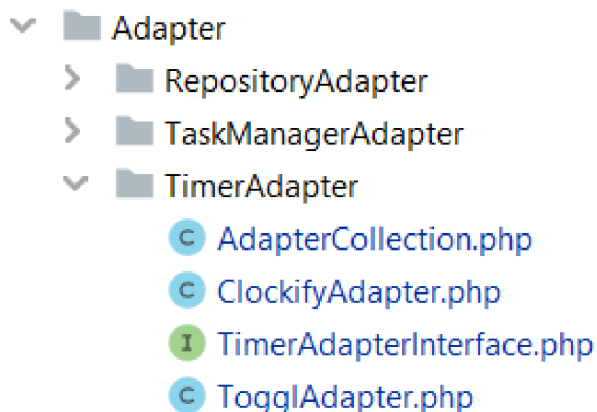 Adapter
RepositoryAdapter
TaskManagerAdapter
TimerAdapter
C AdapterCollection.php
C ClockifyAdapter.php
I TimerAdapterInterface.php
C TogglAdapter.php